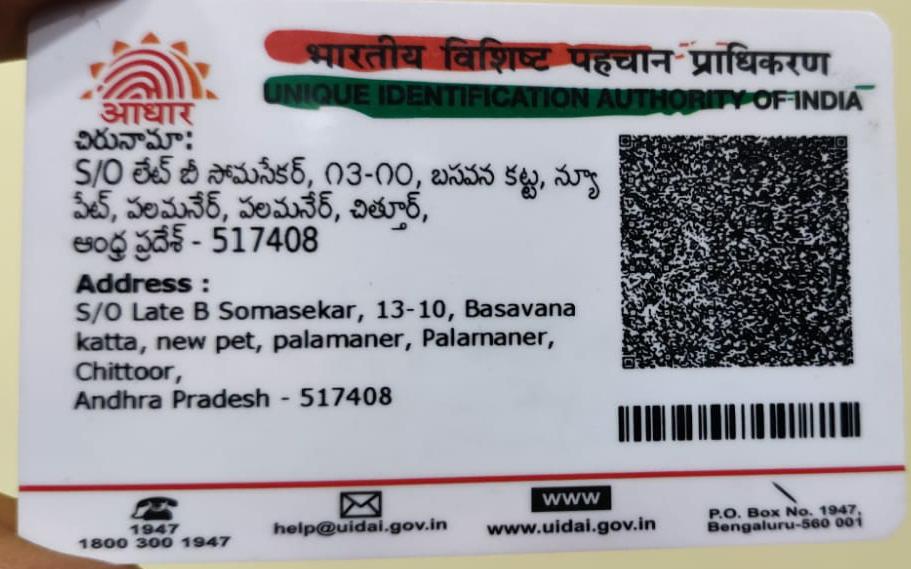 भारतीय विशिष्ट पहचान प्राधिकरण
UNIQUE IDENTIFICATION AUTHORITY OF INDIA
आधार
చిరునామా:
S/O లేట్ బీ సోమసేకర్, ౧3-౧౦, బసవన కట్ట, న్యూ
పేట్, పలమనేర్, పలమనేర్, చిత్తూర్,
ఆంధ్ర ప్రదేశ్ - 517408
Address :
S/O Late B Somasekar, 13-10, Basavana
katta, new pet, palamaner, Palamaner,
Chittoor,
Andhra Pradesh - 517408
1947
1800 300 1947
help@uidai.gov.in
WWW
www.uidai.gov.in
P.O. Box No. 1947,
Bengaluru-560 001